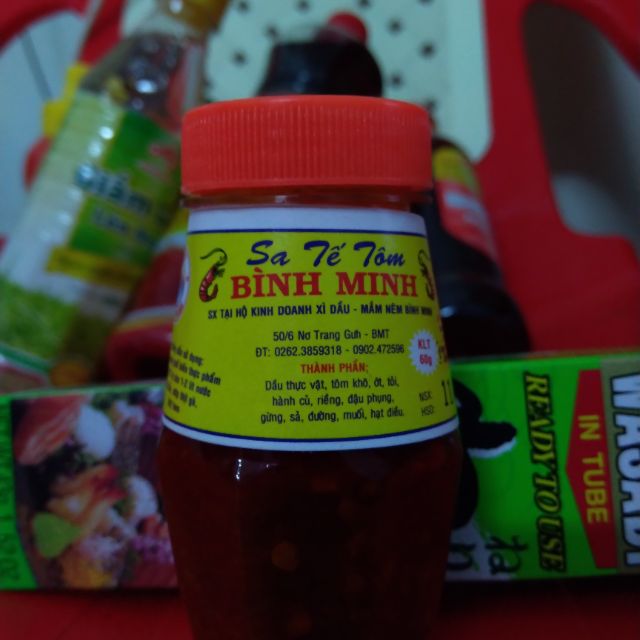 Giấm
Sa Tế Tôm
BÌNH MINH
SX TẠI HỘ KINH DOANH XÌ DẦU - MẮM NÊM BÌNH MINH
50/6 Nơ Trang Guh - BMT
ĐT: 0262.3859318 - 0902.472596
THÀNH PHẦN:
Dầu thực vật, tôm khô, ớt, tỏi,
hành củ, riềng, đậu phụng,
gừng, sả, đường, muối, hạt điều.
KLT
60g
NSX:
HSD:
READY TO USE
IN TUBE
WASABI